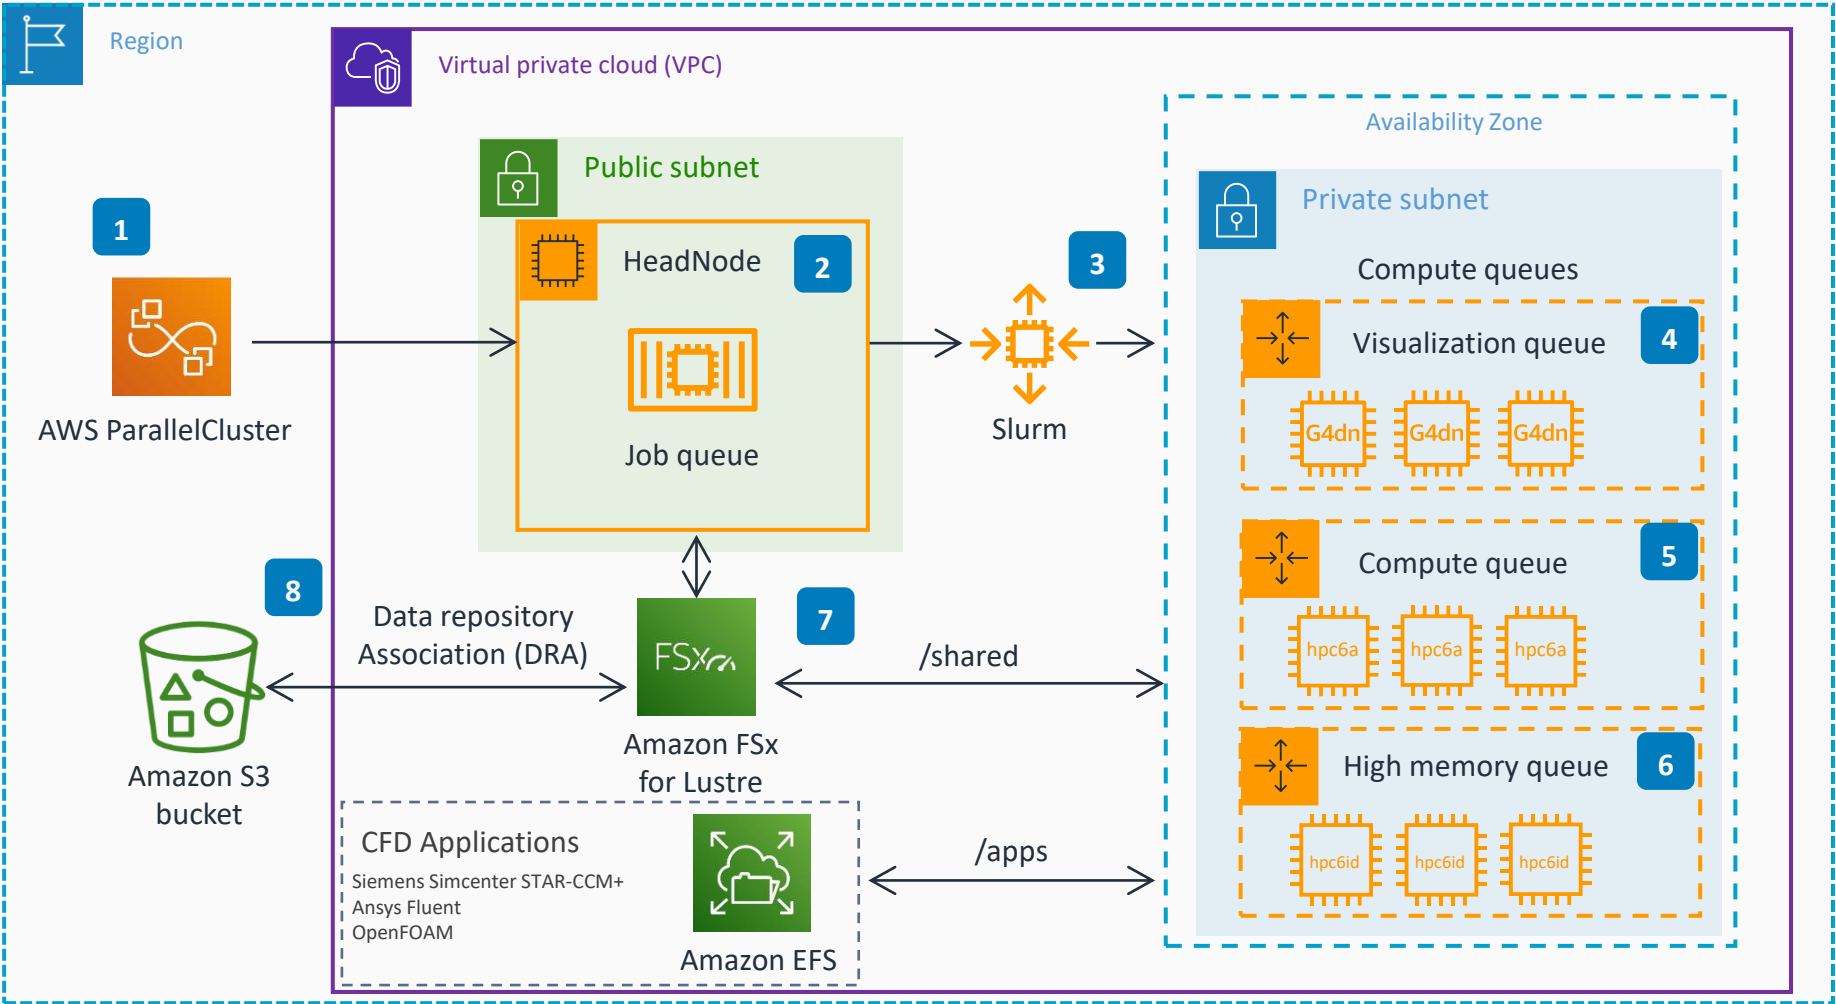 Region
Virtual private cloud (VPC)
Availability Zone
Public subnet
Private subnet
1
HeadNode
2
3
Compute queues
Visualization queue
4
AWS ParallelCluster
Job queue
Slurm
G4dn
G4dn
G4dn
Compute queue
5
hpc6a
hpc6a
hpc6a
8
Data repository
Association (DRA)
7
FSx
/shared
Amazon S3
bucket
Amazon FSx
for Lustre
High memory queue
6
hpc6id
hpc6id
hpc6id
CFD Applications
Siemens Simcenter STAR-CCM+
Ansys Fluent
OpenFOAM
/apps
Amazon EFS